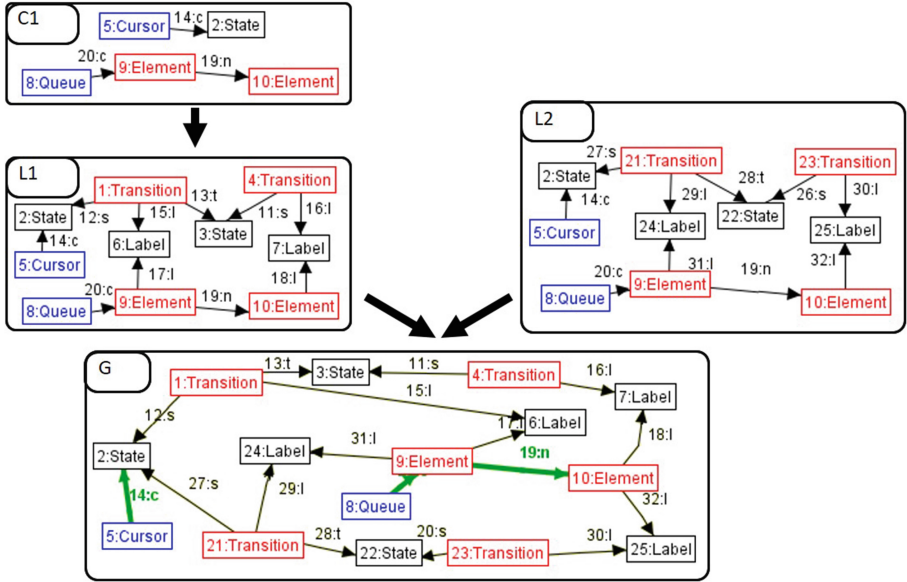 C1
14:c
5:Cursor
2:State
20:c
9:Element
19:n
8:Queue
10:Element
L1
1:Transition
13:t
4:Transition
2:State
12:s
15:l
11:s
16:l
14:c
6:Label
3:State
7:Label
5:Cursor
17:l
18:l
20:c
9:Element
19:n
8:Queue
10:Element
L2
27:s
21:Transition
23:Transition
2:State
28:t
14:c
29:l
26:s
30:l
24:Label
22:State
5:Cursor
25:Label
20:c
31:l
19:n
32:l
9:Element
8:Queue
10:Element
G
13:t
3:State
11:s
16:l
1:Transition
4:Transition
15:l
7:Label
12:s
17:l
6:Label
18:l
2:State
24:Label
31:l
19:n
9:Element
27:s
29:l
10:Element
14:c
8:Queue
32:l
5:Cursor
21:Transition
28:t
20:s
30:l
22:State
23:Transition
25:Label